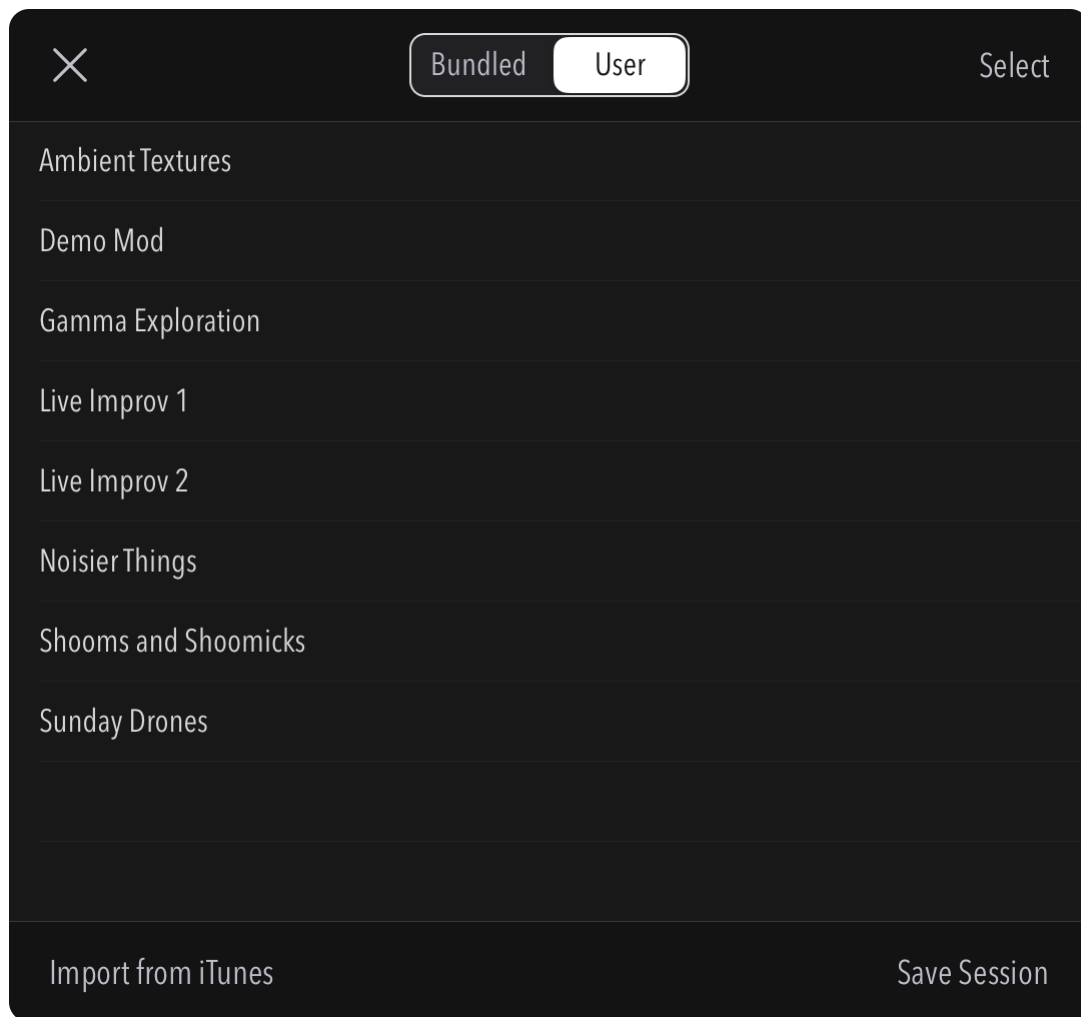 Bundled User Select
Ambient Textures
Demo Mod
Gamma Exploration
Live Improv 1
Live Improv 2
Noisier Things
Shooms and Shoomicks
Sunday Drones
Import from iTunes Save Session